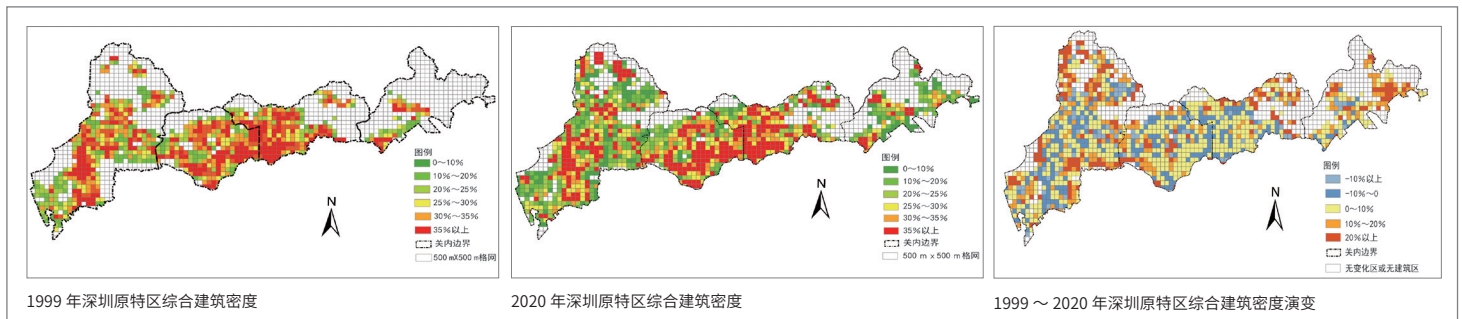 图例
0～10%
10%～20%
20%～25%
25%～30%
30%～35%
35%以上
关内边界
500 mX500 m格网
N
1999 年深圳原特区综合建筑密度
图例
0～10%
10%～20%
20%～25%
25%～30%
30%～35%
35%以上
关内边界
500 m x 500 m格网
N
2020 年深圳原特区综合建筑密度
图例
-10%以上
-10%～0
0～10%
10%～20%
20%以上
关内边界
无变化区或无建筑区
N
1999 ～ 2020 年深圳原特区综合建筑密度演变